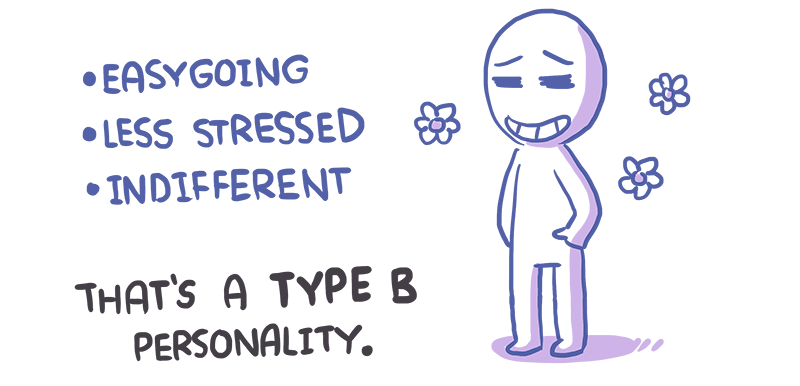 •EASYGOING
•LESS STRESSED
•INDIFFERENT
THAT'S A TYPE B
PERSONALITY.